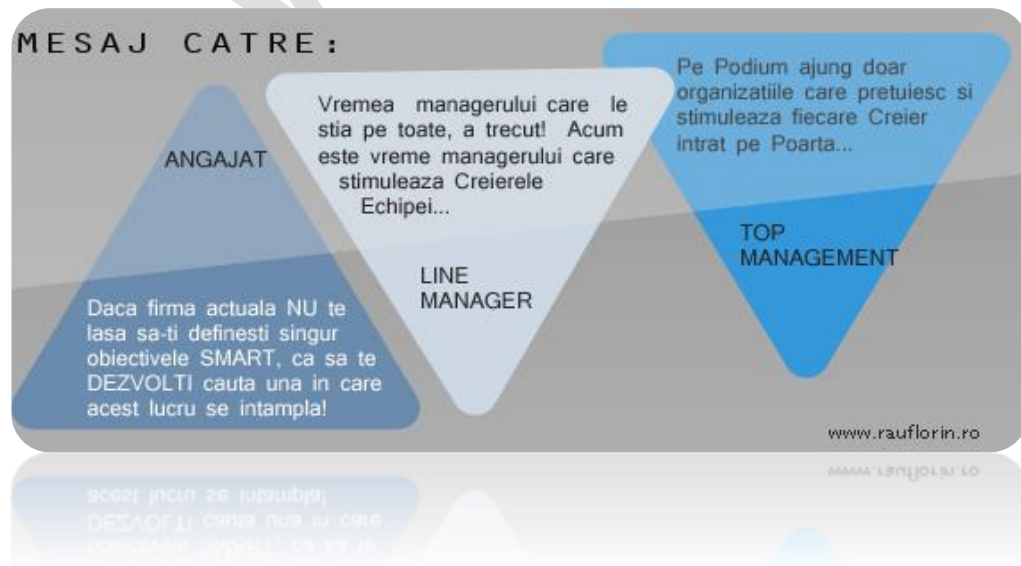 MESAJ CATRE:
ANGAJAT
Daca firma actuala NU te
lasa sa-ti definesti singur
obiectivele SMART, ca sa te
DEZVOLTI cauta una in care
acest lucru se intampla!
Vremea managerului care le
stia pe toate, a trecut! Acum
este vreme managerului care
stimuleaza Creierele
Echipei...
LINE
MANAGER
Pe Podium ajung doar
organizatiile care pretuiesc si
stimuleaza fiecare Creier
intrat pe Poarta...
TOP
MANAGEMENT
www.rauflorin.ro